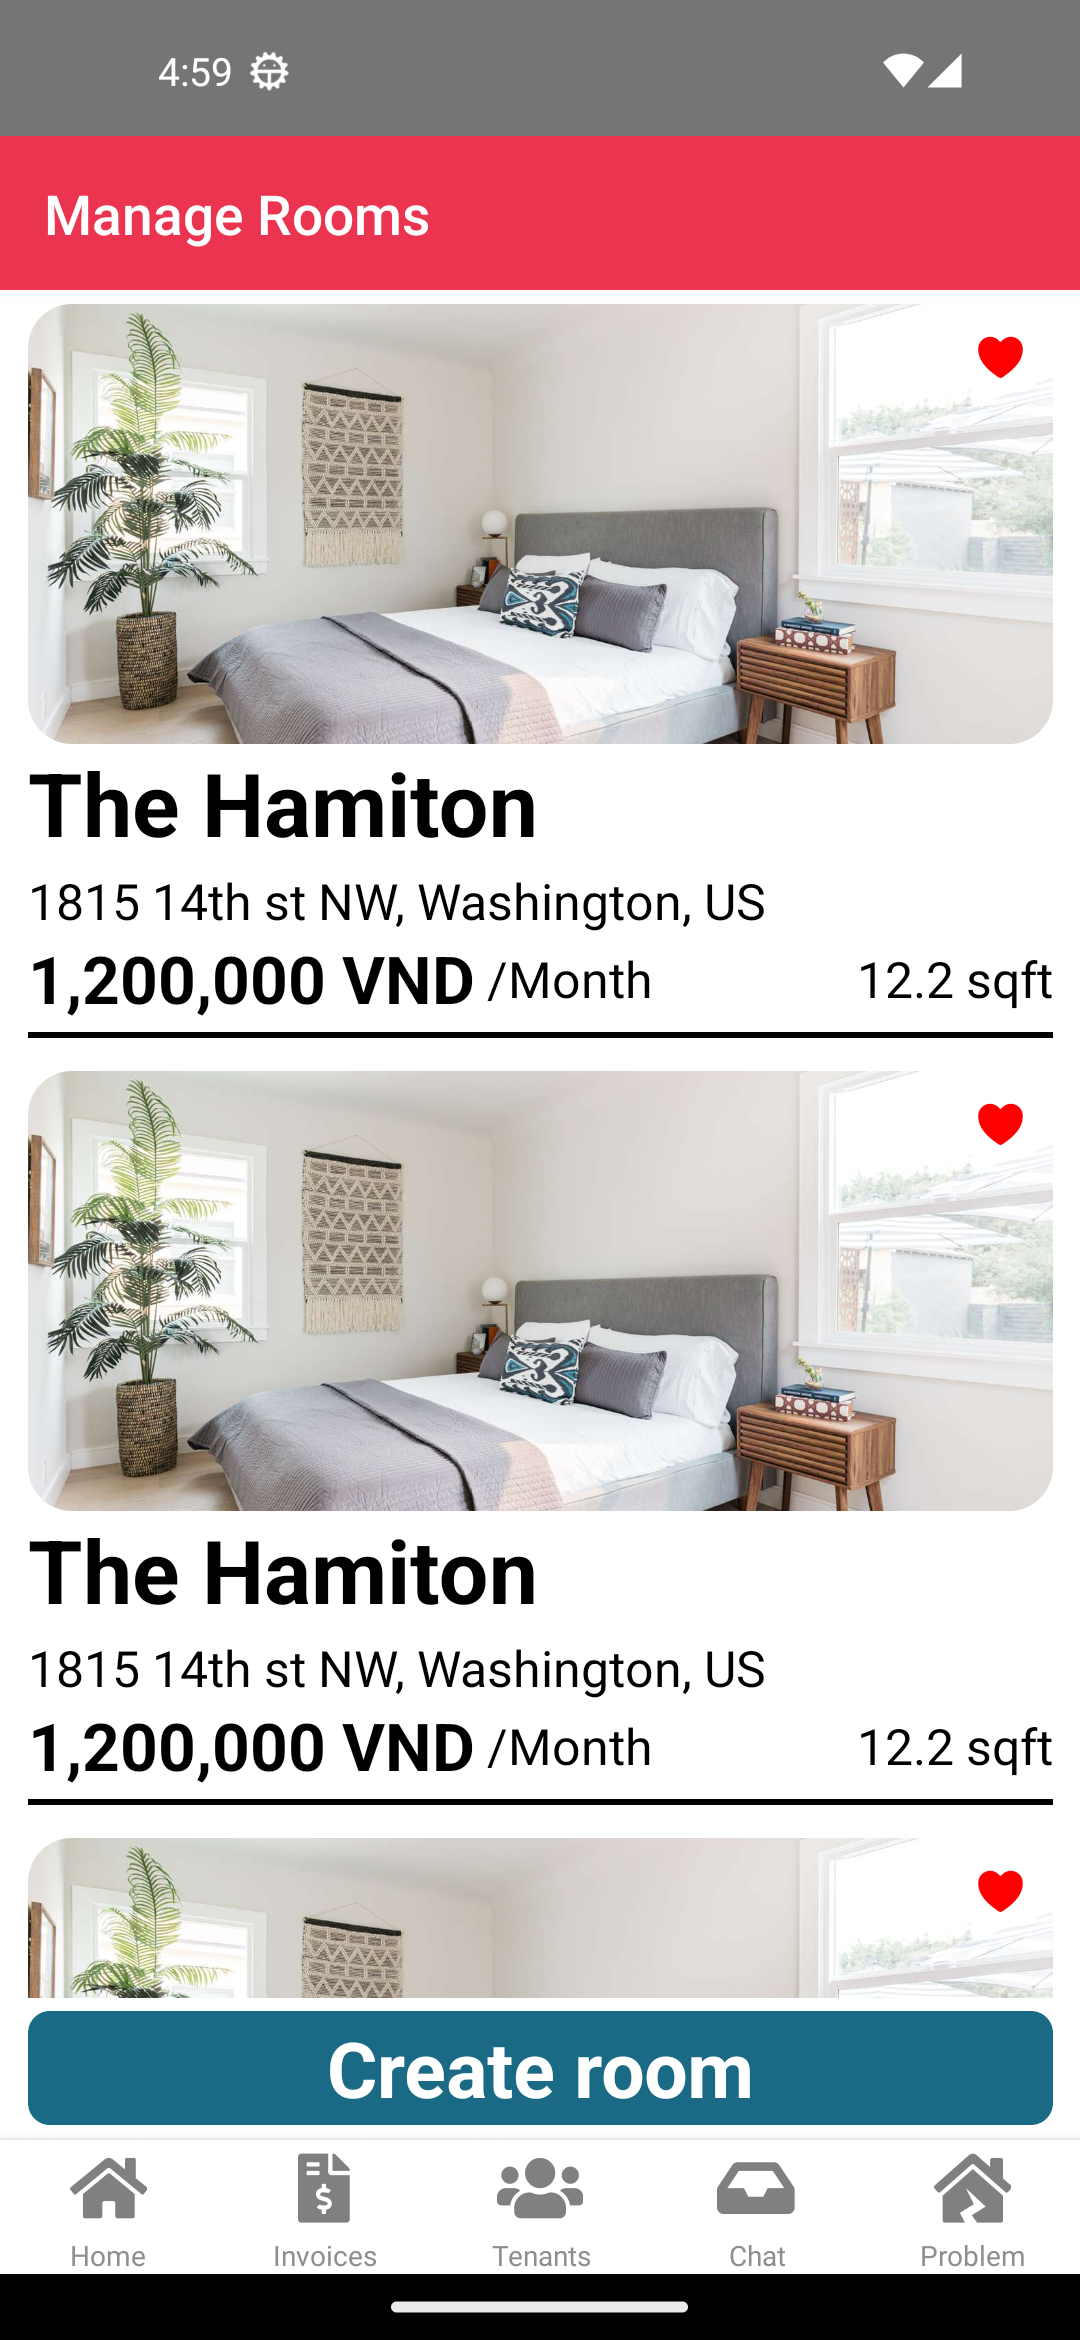 4:59
Manage Rooms
The Hamiton
1815 14th st NW, Washington, US
1,200,000 VND /Month 12.2 sqft
The Hamiton
1815 14th st NW, Washington, US
1,200,000 VND /Month 12.2 sqft
Create room
Home Invoices Tenants Chat Problem